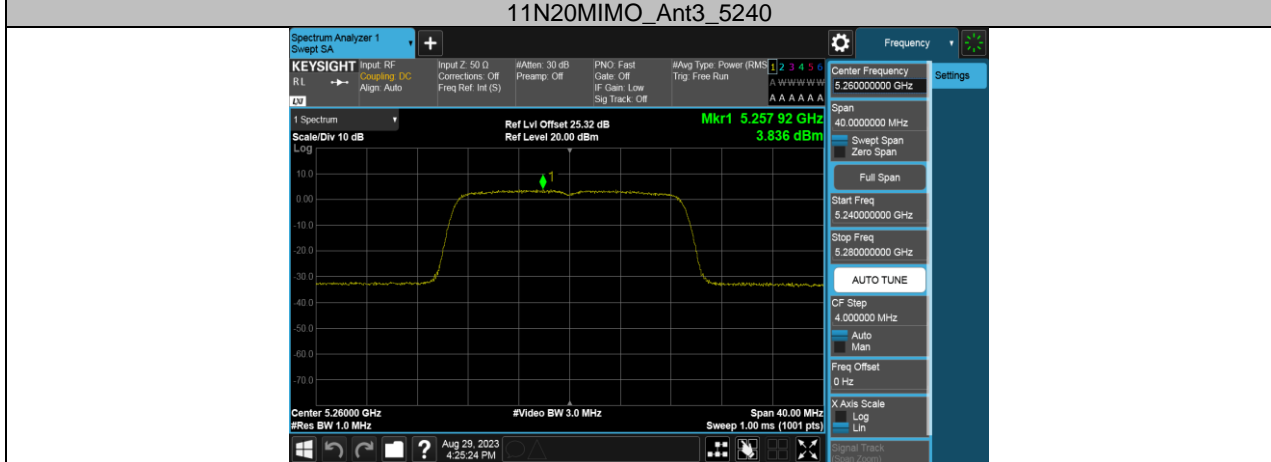 11N20MIMO_Ant3_5240
Spectrum Analyzer 1
Swept SA
+
Frequency
KEYSIGHT
RL
LXI
Input: RF
Coupling: DC
Align: Auto
Input Z: 50 Ω
Corrections: Off
Freq Ref: Int (S)
#Atten: 30 dB
Preamp: Off
PNO: Fast
Gate: Off
IF Gain: Low
Sig Track: Off
#Avg Type: Power (RMS
Trig: Free Run
1 2 3 4 5 6
A W W W W W
A A A A A A
1 Spectrum
Scale/Div 10 dB
Log
Ref Lvl Offset 25.32 dB
Ref Level 20.00 dBm
Mkr1 5.257 92 GHz
3.836 dBm
1
10.0
0.00
-10.0
-20.0
-30.0
-40.0
-50.0
-60.0
-70.0
Center 5.26000 GHz
#Res BW 1.0 MHz
#Video BW 3.0 MHz
Span 40.00 MHz
Sweep 1.00 ms (1001 pts)
?
Aug 29, 2023
4:25:24 PM
Center Frequency
5.260000000 GHz
Settings
Span
40.0000000 MHz
Swept Span
Zero Span
Full Span
Start Freq
5.240000000 GHz
Stop Freq
5.280000000 GHz
AUTO TUNE
CF Step
4.000000 MHz
Auto
Man
Freq Offset
0 Hz
X Axis Scale
Log
Lin
Signal Track
(Span Zoom)